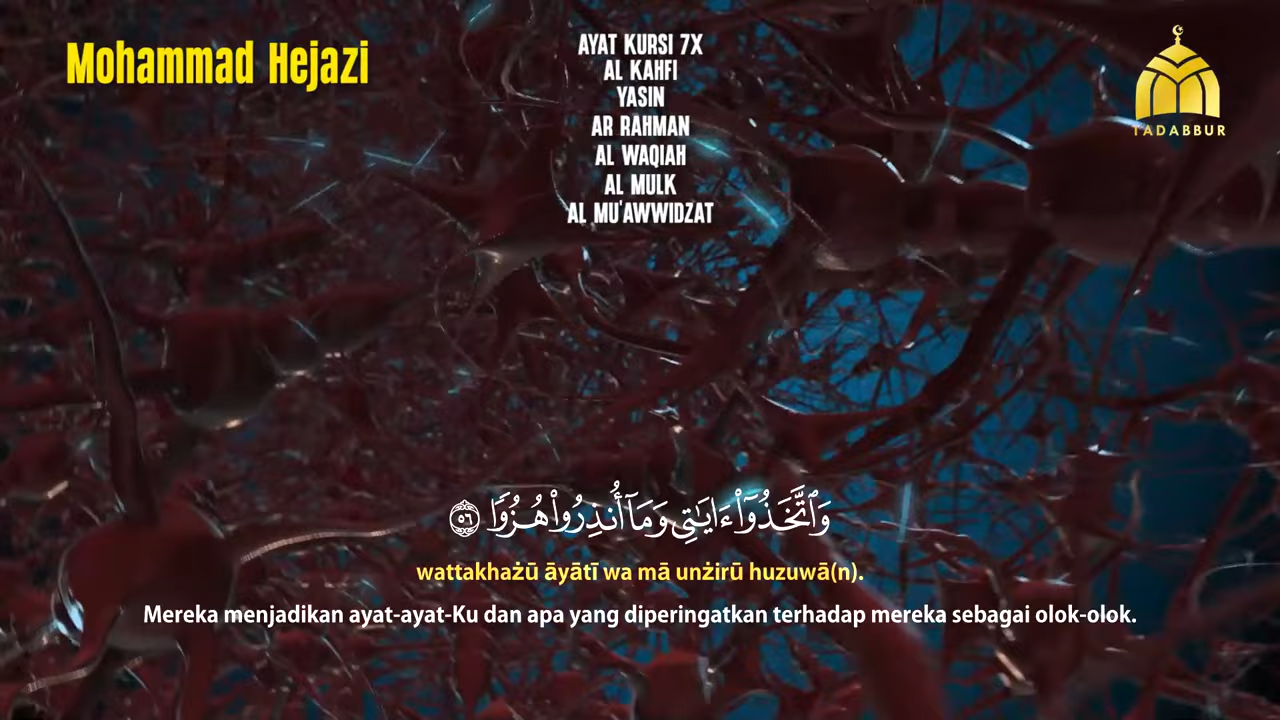 Mohammad Hejazi
AYAT KURSI 7X
AL KAHFI
YASIN
AR RAHMAN
AL WAQIAH
AL MULK
AL MU'AWWIDZAT
TADABBUR
وَٱتَّخَذُوٓا۟ ءَايَٰتِى وَمَآ أُنذِرُوا۟ هُزُوًا ٥٦
wattakhażū āyātī wa mā unżirū huzuwā(n).
Mereka menjadikan ayat-ayat-Ku dan apa yang diperingatkan terhadap mereka sebagai olok-olok.